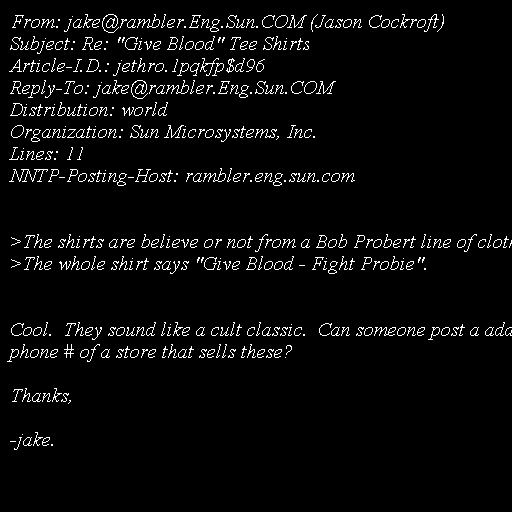 From: jake@rambler.Eng.Sun.COM (Jason Cockroft)
Subject: Re: "Give Blood" Tee Shirts
Article-I.D.: jethro.1pqkfp$d96
Reply-To: jake@rambler.Eng.Sun.COM
Distribution: world
Organization: Sun Microsystems, Inc.
Lines: 11
NNTP-Posting-Host: rambler.eng.sun.com
>The shirts are believe or not from a Bob Probert line of
>The whole shirt says "Give Blood - Fight Probie".
Cool.  They sound like a cult classic.  Can someone post a
phone # of a store that sells these?
Thanks,
-jake.